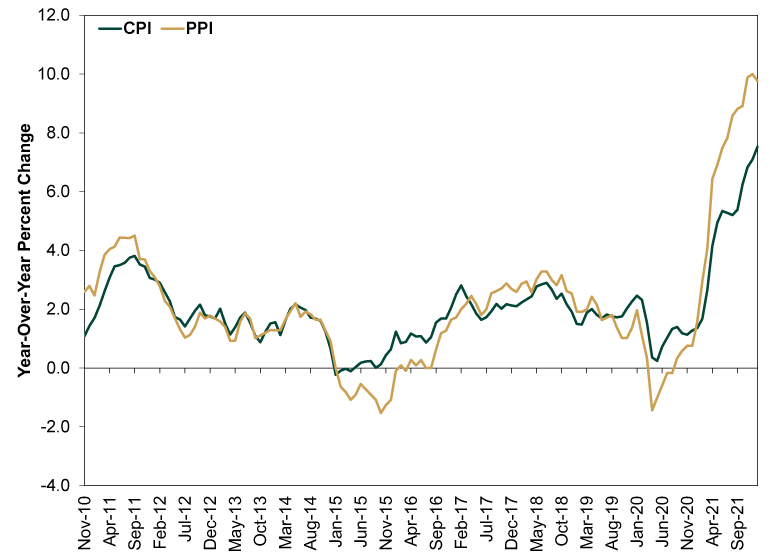 CPI PPI
Year-Over-Year Percent Change
12.0
10.0
8.0
6.0
4.0
2.0
0.0
-2.0
-4.0
Nov-10
Apr-11
Sep-11
Feb-12
Jul-12
Dec-12
May-13
Oct-13
Mar-14
Aug-14
Jan-15
Jun-15
Nov-15
Apr-16
Sep-16
Feb-17
Jul-17
Dec-17
May-18
Oct-18
Mar-19
Aug-19
Jan-20
Jun-20
Nov-20
Apr-21
Sep-21